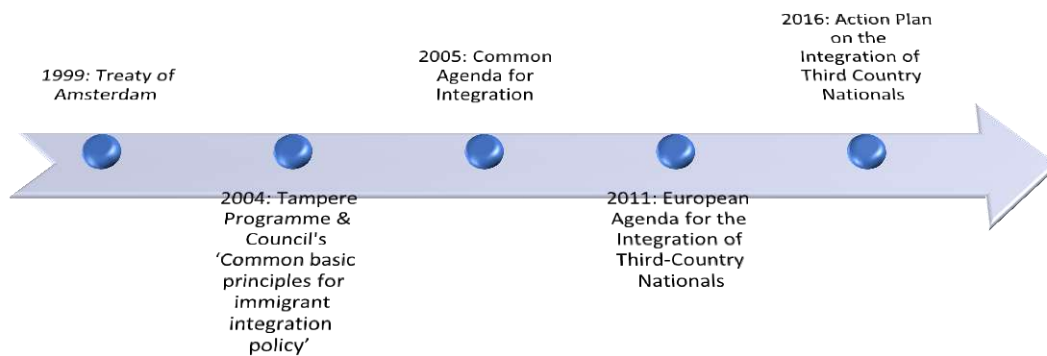 1999: Treaty of
Amsterdam
2004: Tampere
Programme &
Council's
‘Common basic
principles for
immigrant
integration
policy’
2005: Common
Agenda for
Integration
2011: European
Agenda for the
Integration of
Third-Country
Nationals
2016: Action Plan
on the
Integration of
Third Country
Nationals